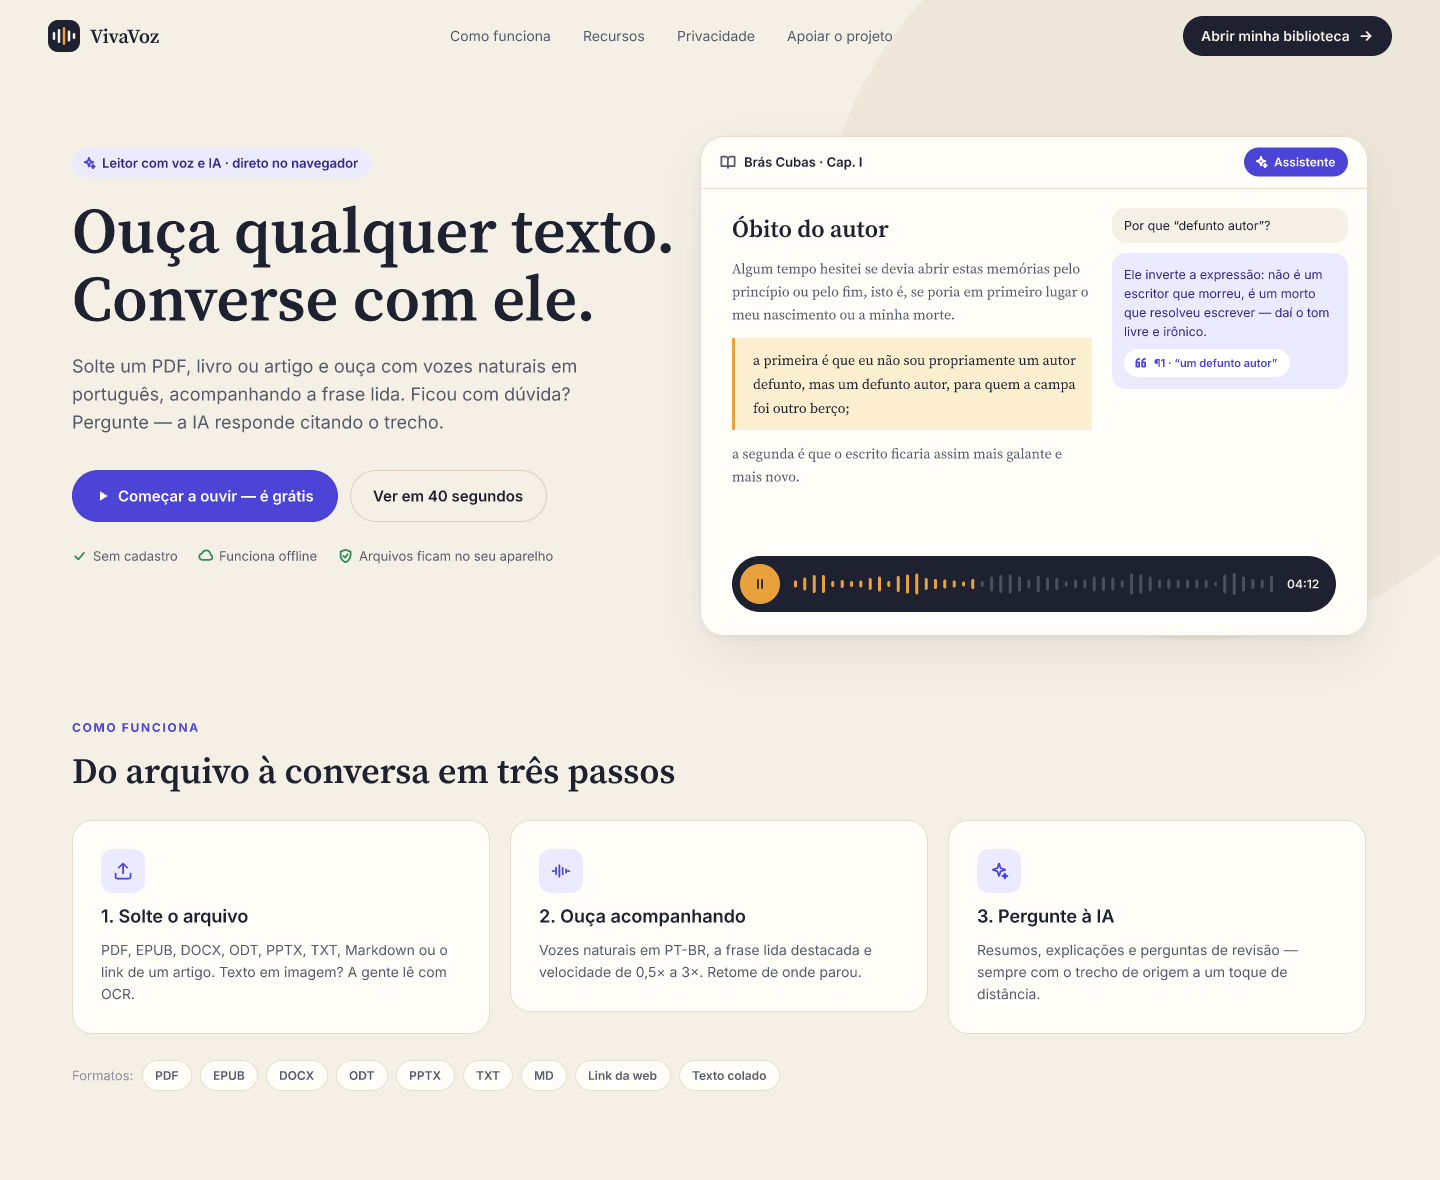 VivaVoz
Como funciona
Recursos
Privacidade
Apoiar o projeto
Abrir minha biblioteca
Leitor com voz e IA · direto no navegador
Ouça qualquer texto.
Converse com ele.
Solte um PDF, livro ou artigo e ouça com vozes naturais em
português, acompanhando a frase lida. Ficou com dúvida?
Pergunte — a IA responde citando o trecho.
Começar a ouvir — é grátis
Ver em 40 segundos
Sem cadastro
Funciona offline
Arquivos ficam no seu aparelho
Brás Cubas · Cap. I
Assistente
Óbito do autor
Algum tempo hesitei se devia abrir estas memórias pelo
princípio ou pelo fim, isto é, se poria em primeiro lugar o
meu nascimento ou a minha morte.
a primeira é que eu não sou propriamente um autor
defunto, mas um defunto autor, para quem a campa
foi outro berço;
a segunda é que o escrito ficaria assim mais galante e
mais novo.
Por que “defunto autor”?
Ele inverte a expressão: não é um
escritor que morreu, é um morto
que resolveu escrever — daí o tom
livre e irônico.
¶1 · “um defunto autor”
04:12
COMO FUNCIONA
Do arquivo à conversa em três passos
1. Solte o arquivo
PDF, EPUB, DOCX, ODT, PPTX, TXT, Markdown ou o
link de um artigo. Texto em imagem? A gente lê com
OCR.
2. Ouça acompanhando
Vozes naturais em PT-BR, a frase lida destacada e
velocidade de 0,5× a 3×. Retome de onde parou.
3. Pergunte à IA
Resumos, explicações e perguntas de revisão —
sempre com o trecho de origem a um toque de
distância.
Formatos:
PDF
EPUB
DOCX
ODT
PPTX
TXT
MD
Link da web
Texto colado